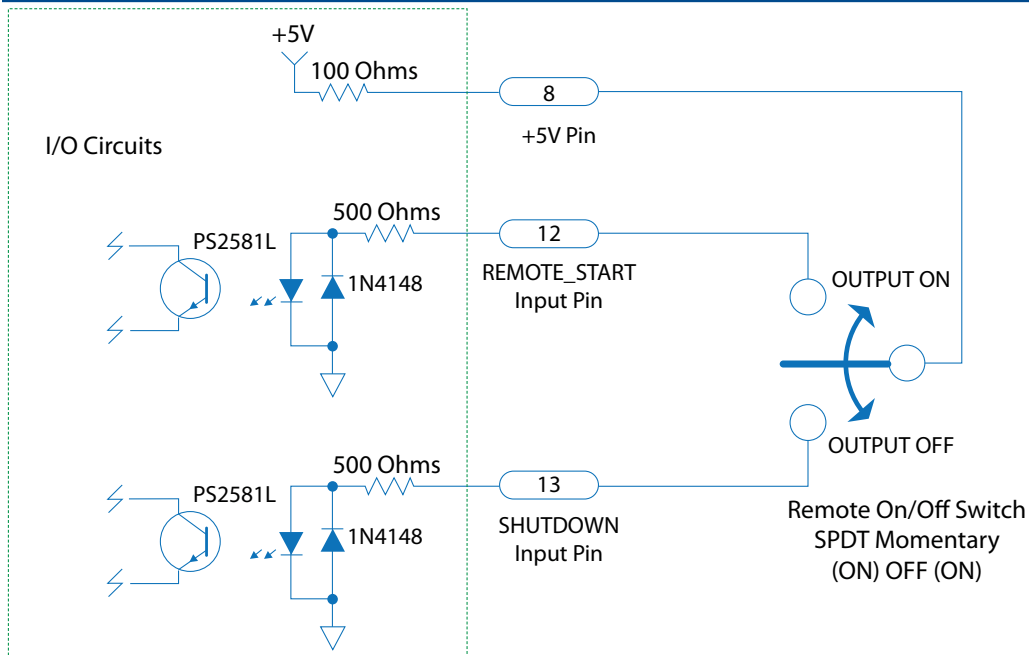 +5V
100 Ohms
8
+5V Pin
I/O Circuits
500 Ohms
PS2581L
12
1N4148
REMOTE_START
Input Pin
OUTPUT ON
OUTPUT OFF
500 Ohms
PS2581L
13
1N4148
SHUTDOWN
Input Pin
Remote On/Off Switch
SPDT Momentary
(ON) OFF (ON)